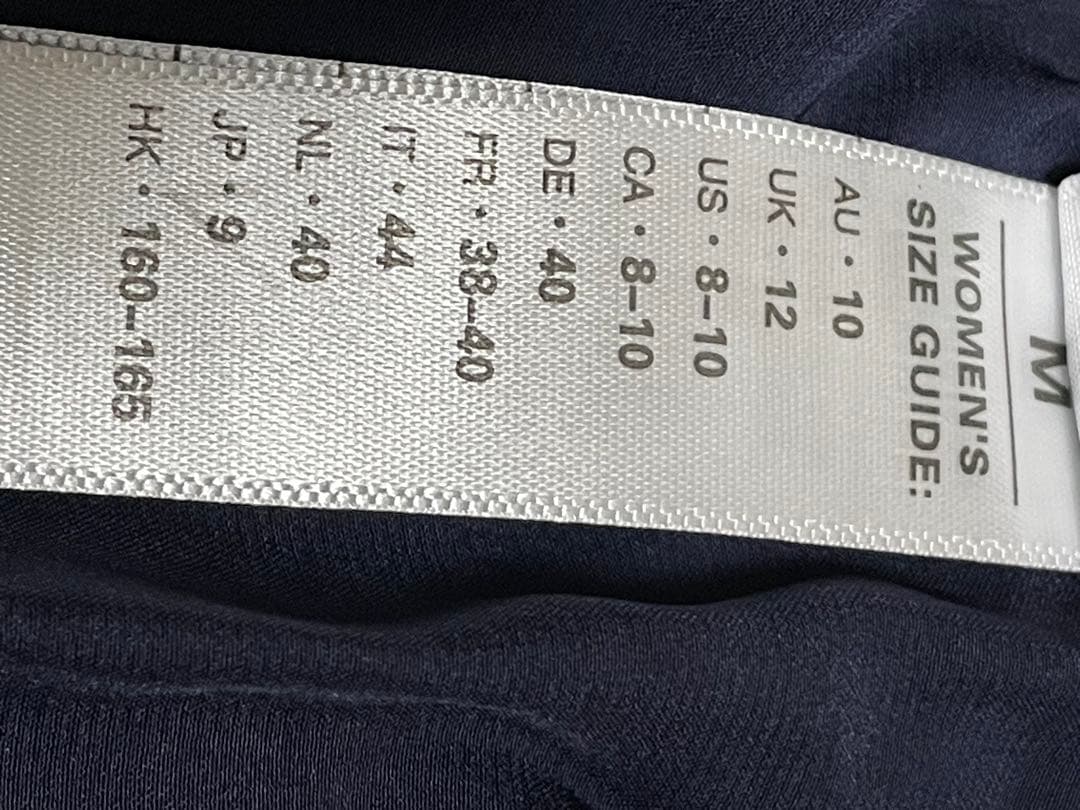 M
WOMEN'S
SIZE GUIDE:
AU • 10
UK • 12
US • 8–10
CA • 8–10
DE • 40
FR • 38–40
IT • 44
NL • 40
JP • 9
HK • 160–165